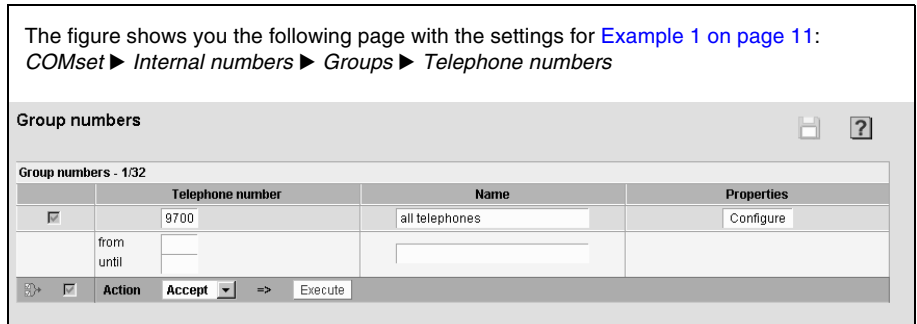 The figure shows you the following page with the settings for Example 1 on page 11:
COMset ▶ Internal numbers ▶ Groups ▶ Telephone numbers
Group numbers
?
Group numbers - 1/32
Telephone number Name Properties
9700 all telephones Configure
from
until
Action Accept => Execute